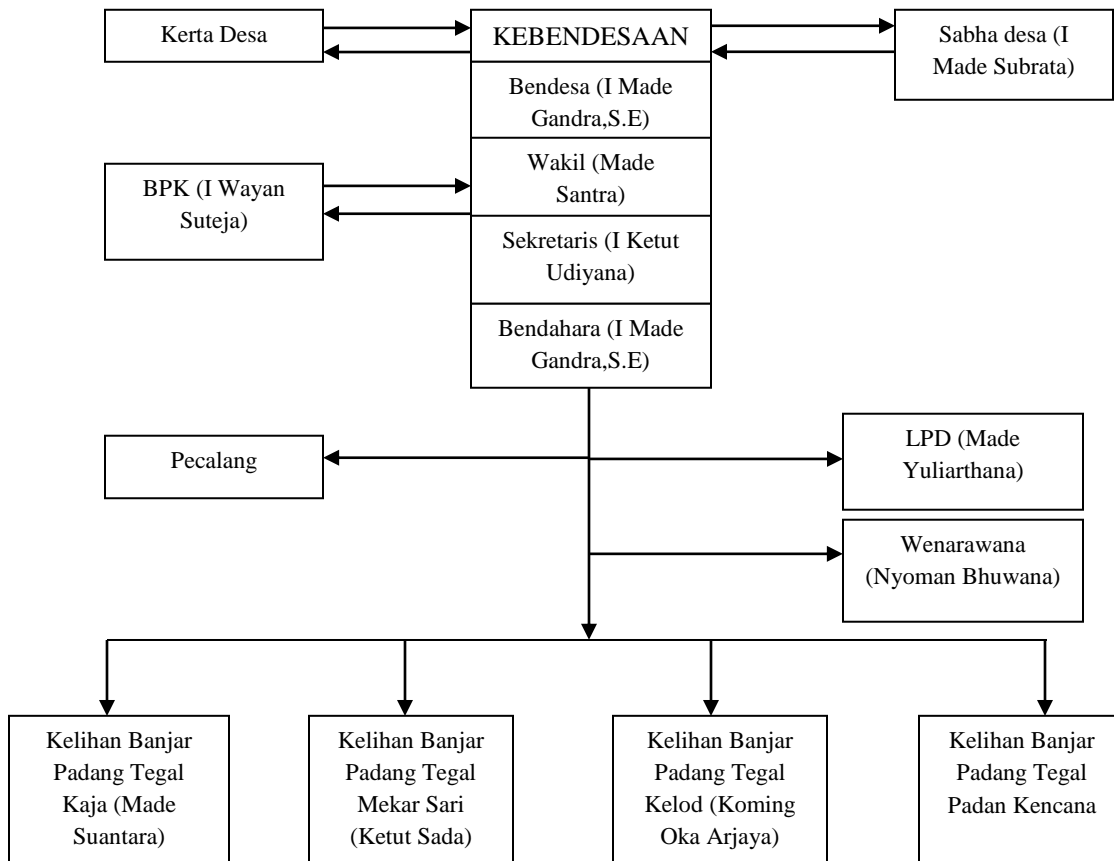 Kerta Desa
KEBENDESAAN
Sabha desa (I
Made Subrata)
Bendesa (I Made
Gandra,S.E)
BPK (I Wayan
Suteja)
Wakil (Made
Santra)
Sekretaris (I Ketut
Udiyana)
Bendahara (I Made
Gandra,S.E)
Pecalang
LPD (Made
Yuliarthana)
Wenarawana
(Nyoman Bhuwana)
Kelihan Banjar
Padang Tegal
Kaja (Made
Suantara)
Kelihan Banjar
Padang Tegal
Mekar Sari
(Ketut Sada)
Kelihan Banjar
Padang Tegal
Kelod (Koming
Oka Arjaya)
Kelihan Banjar
Padang Tegal
Padan Kencana